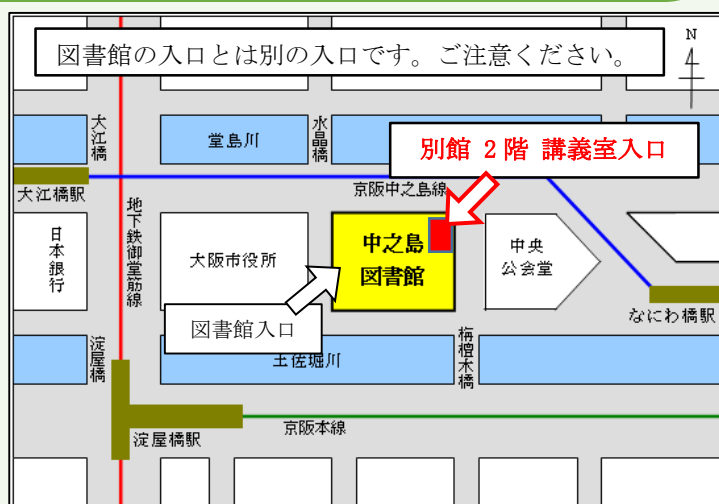 図書館の入口とは別の入口です。ご注意ください。
N
大江橋
堂島川
水晶橋
別館 2階 講義室入口
大江橋駅
京阪中之島線
日本銀行
地下鉄御堂筋線
大阪市役所
中之島
図書館
中央
公会堂
なにわ橋駅
図書館入口
淀屋橋
土佐堀川
栴檀木橋
淀屋橋駅
京阪本線